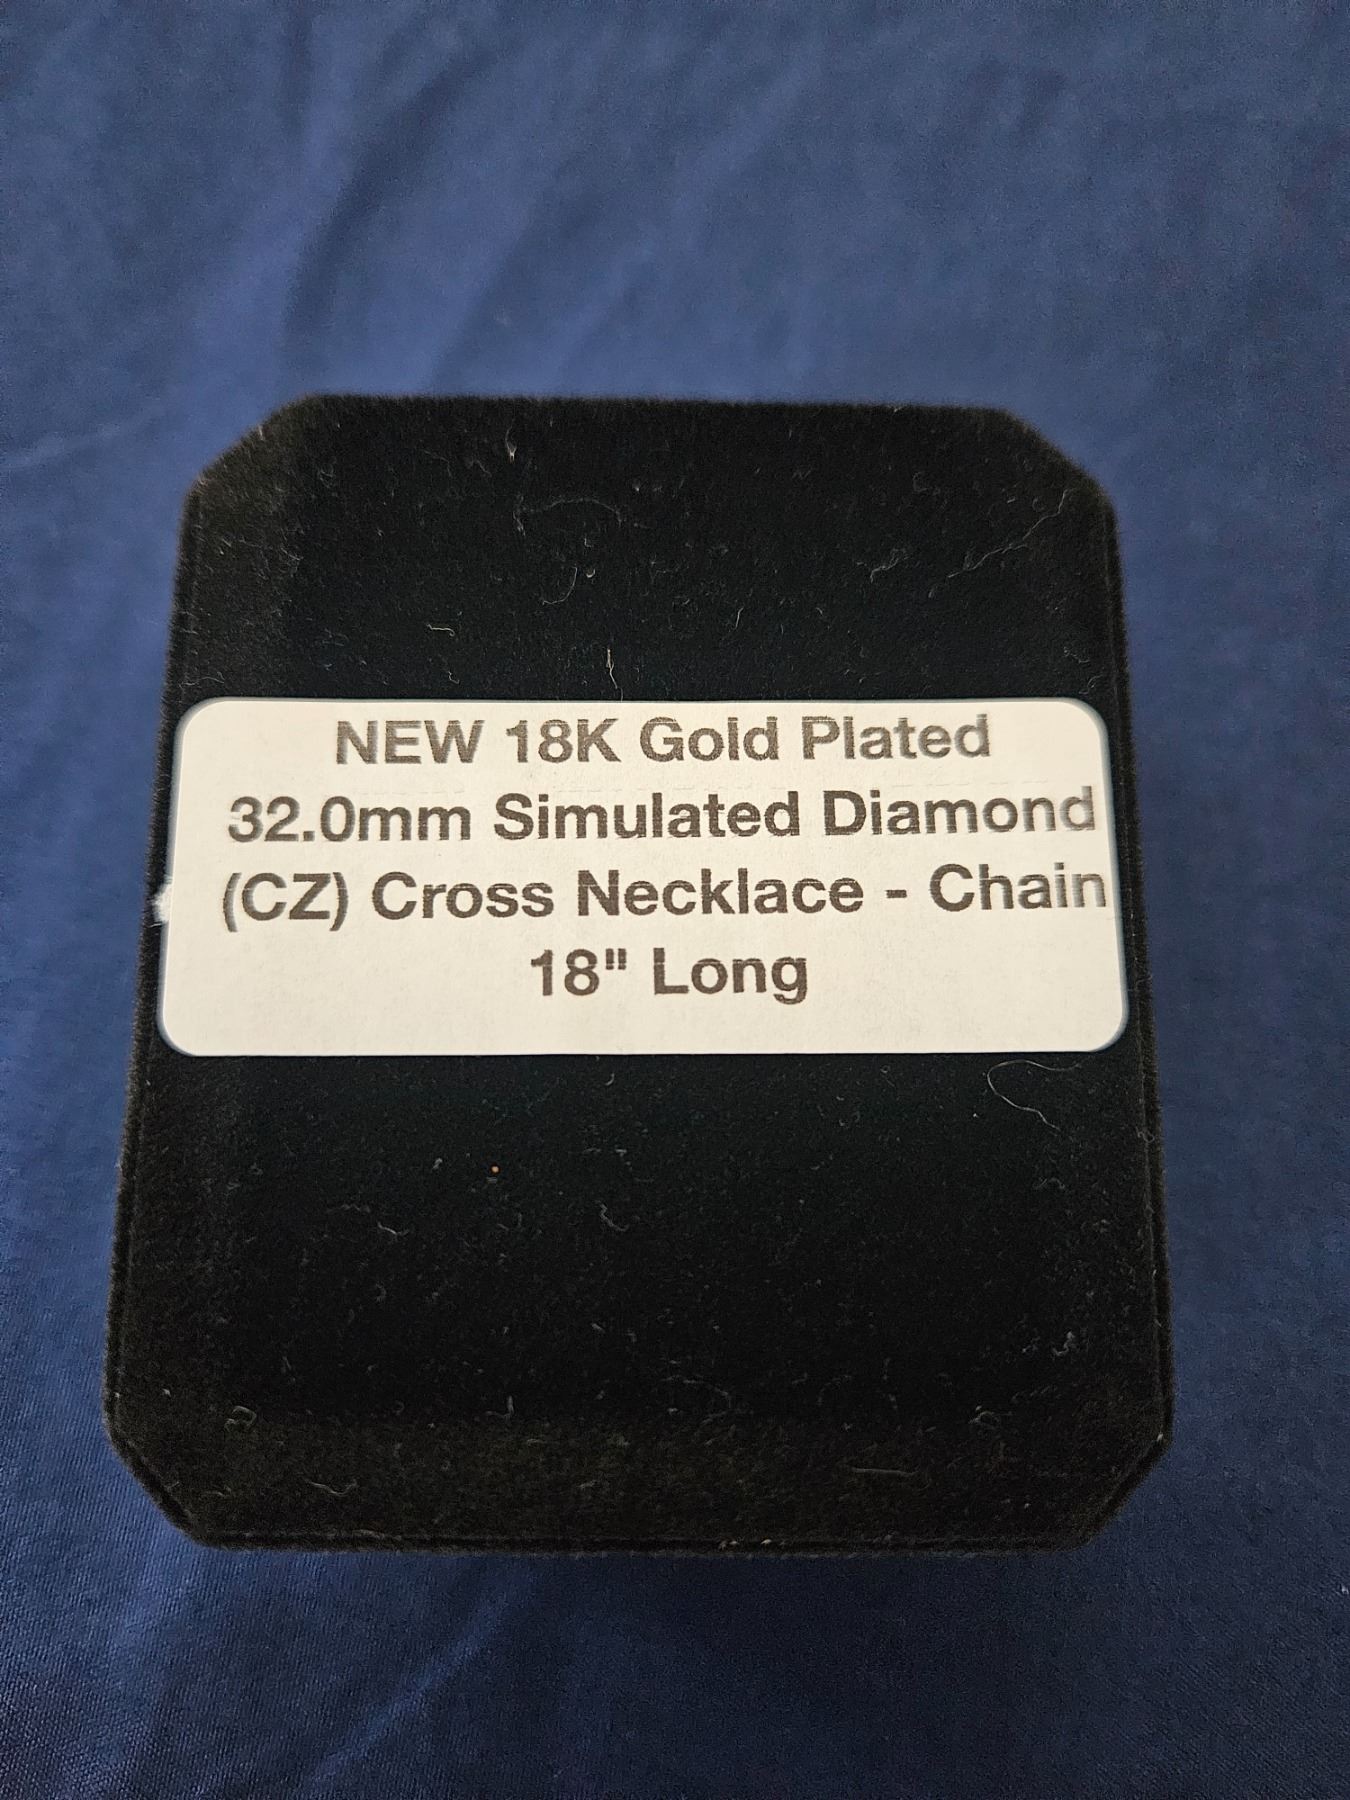 NEW 18K Gold Plated
32.0mm Simulated Diamond
(CZ) Cross Necklace - Chain
18" Long